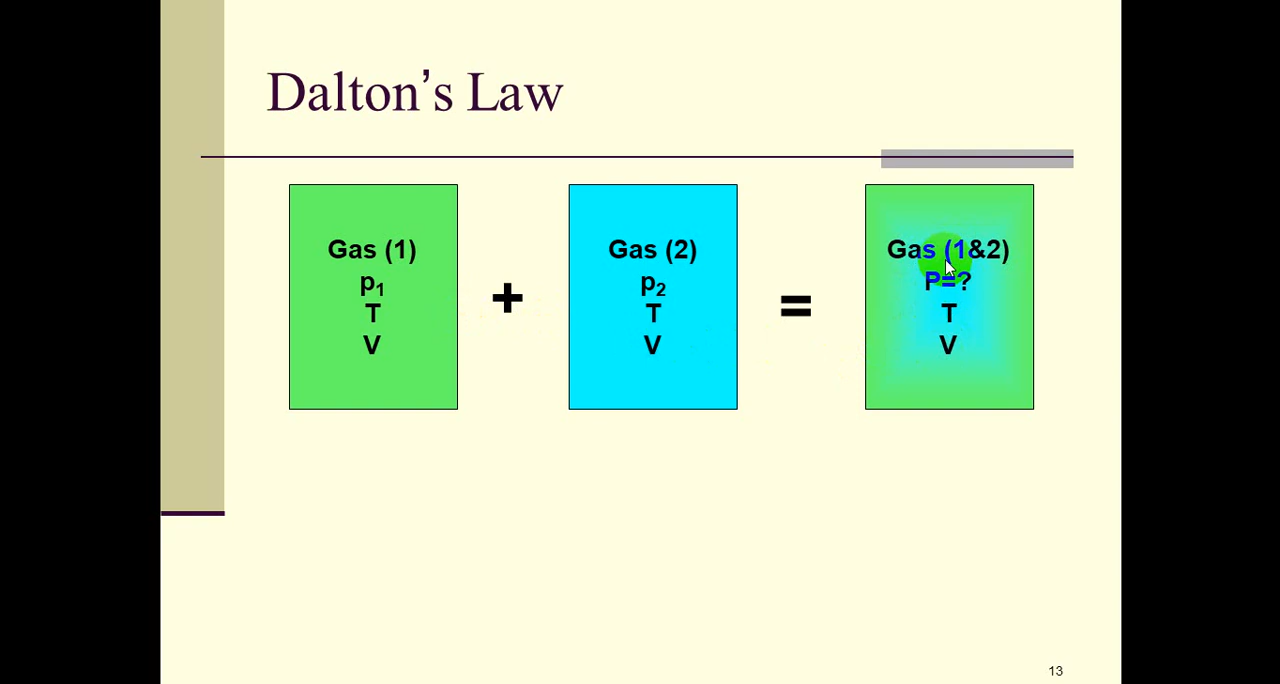 Dalton’s Law
Gas (1)
p₁
T
V
+
Gas (2)
p₂
T
V
=
Gas (1&2)
P=?
T
V
13